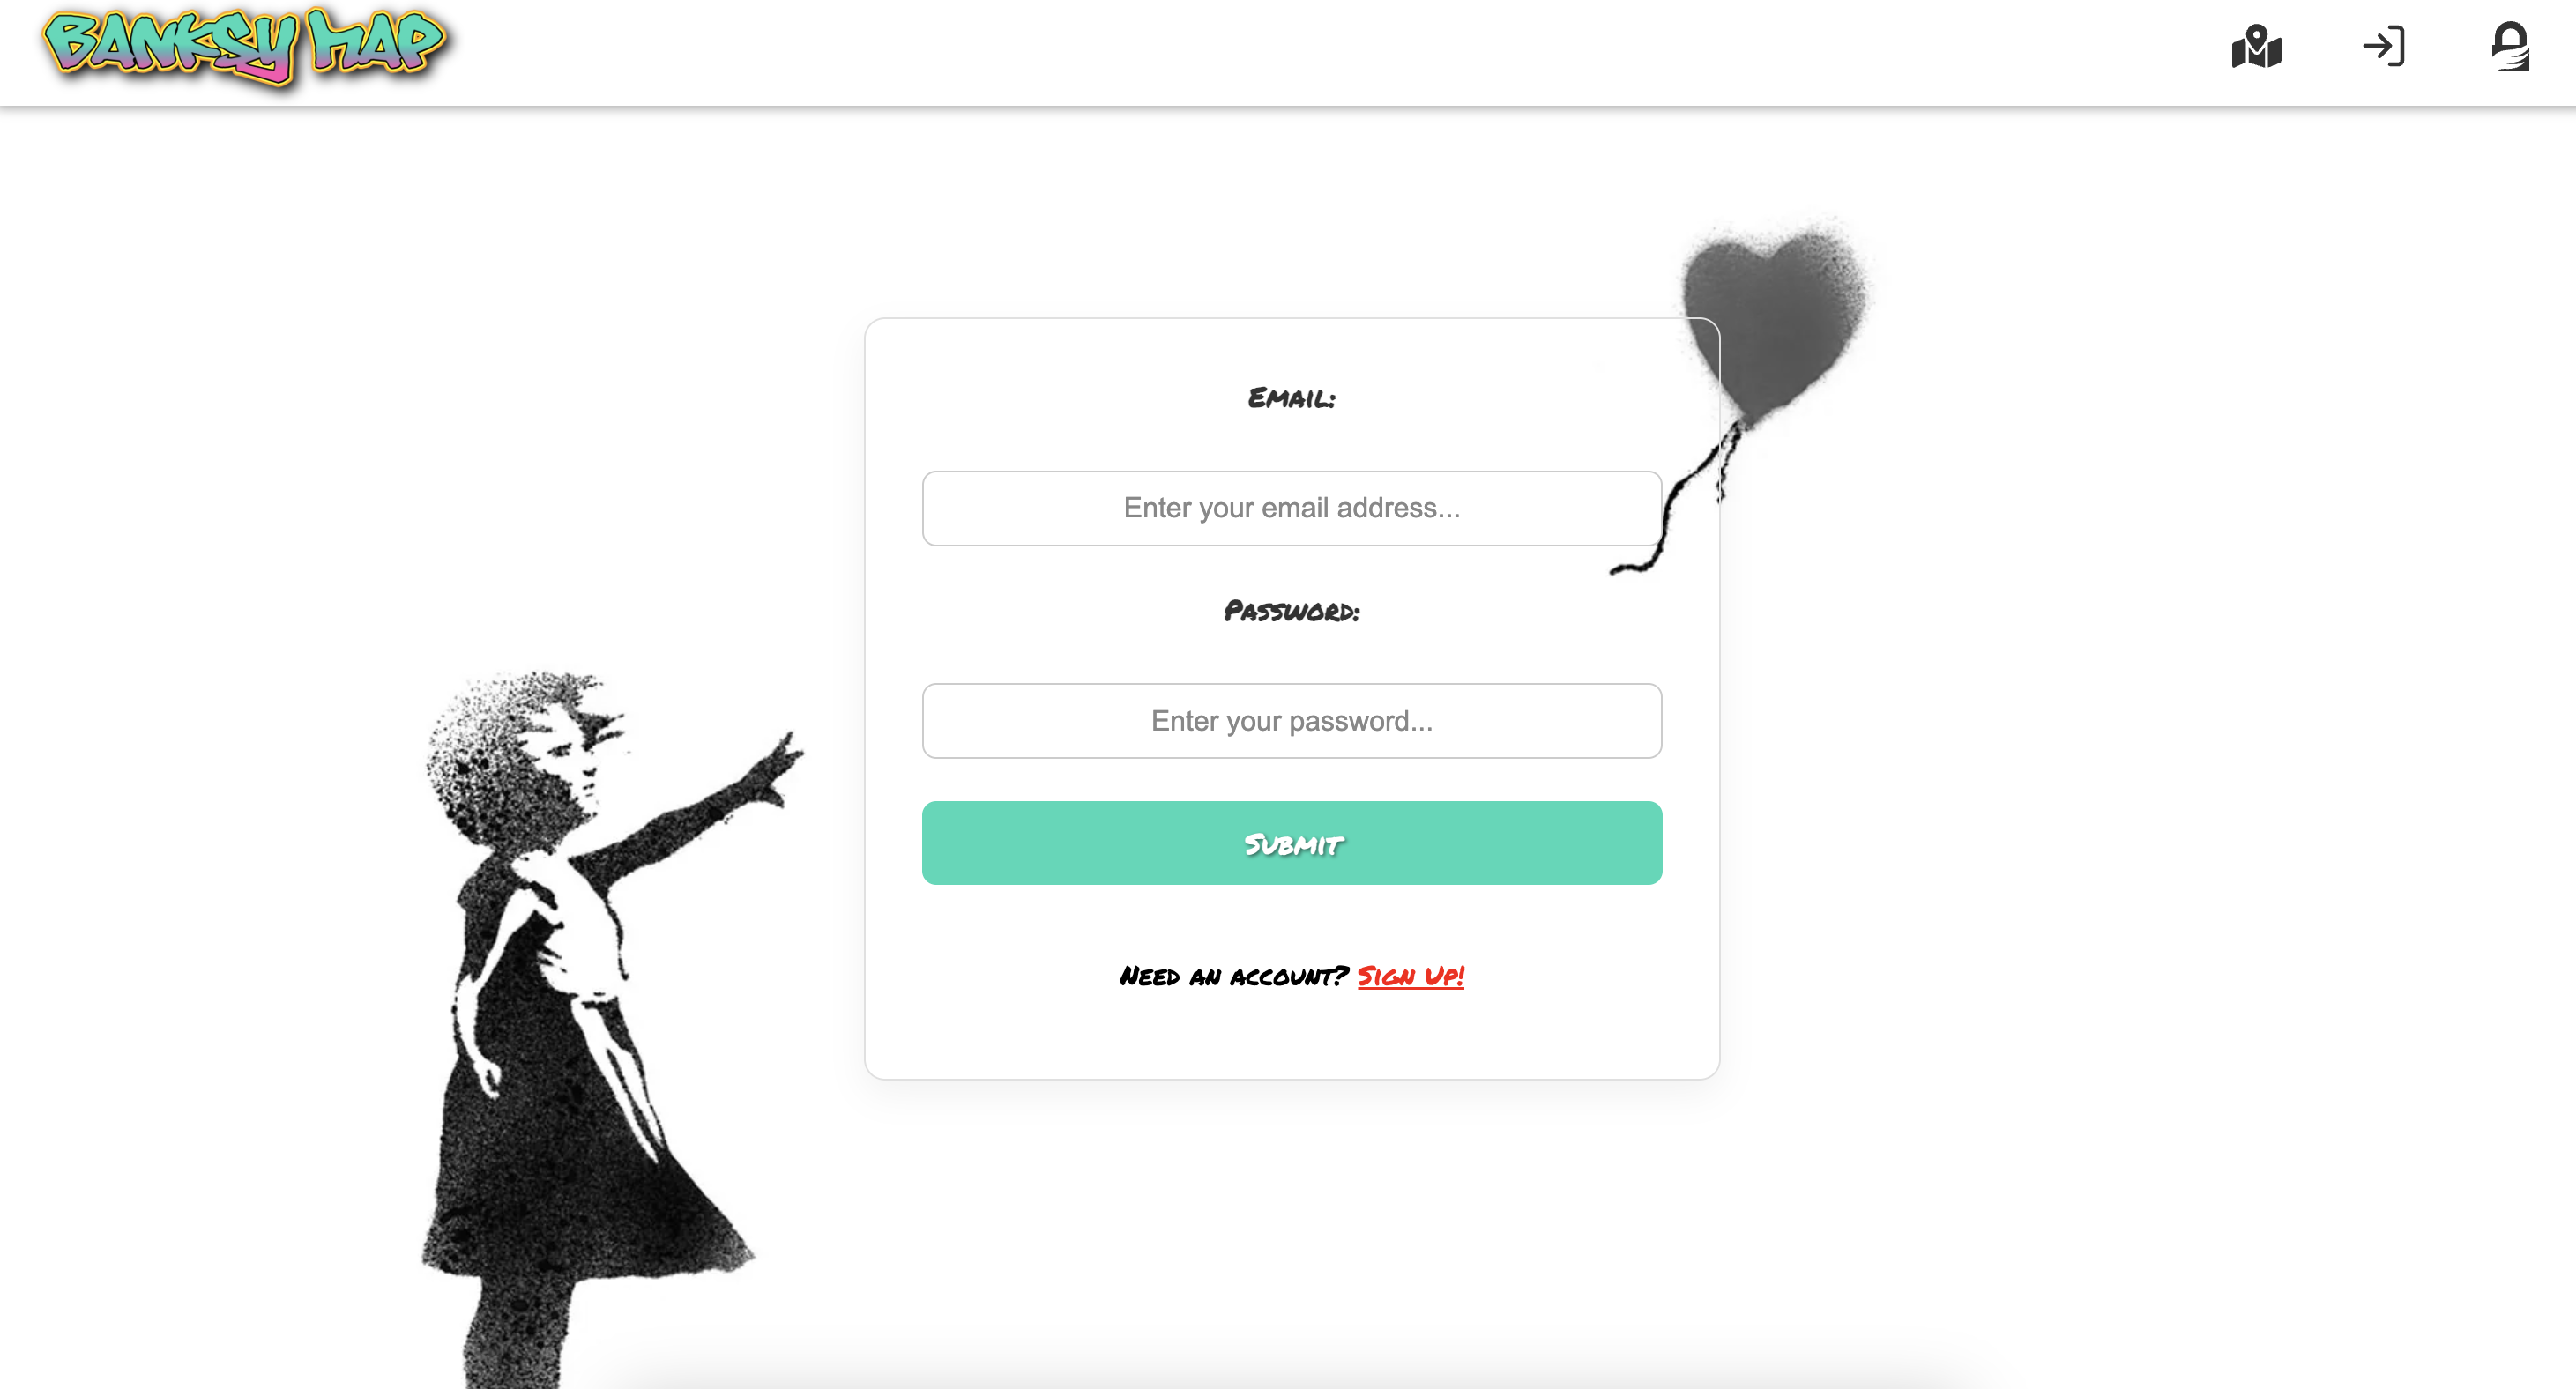 BANKSY MAP
Email:
Enter your email address...
Password:
Enter your password...
Submit
Need an account? Sign Up!